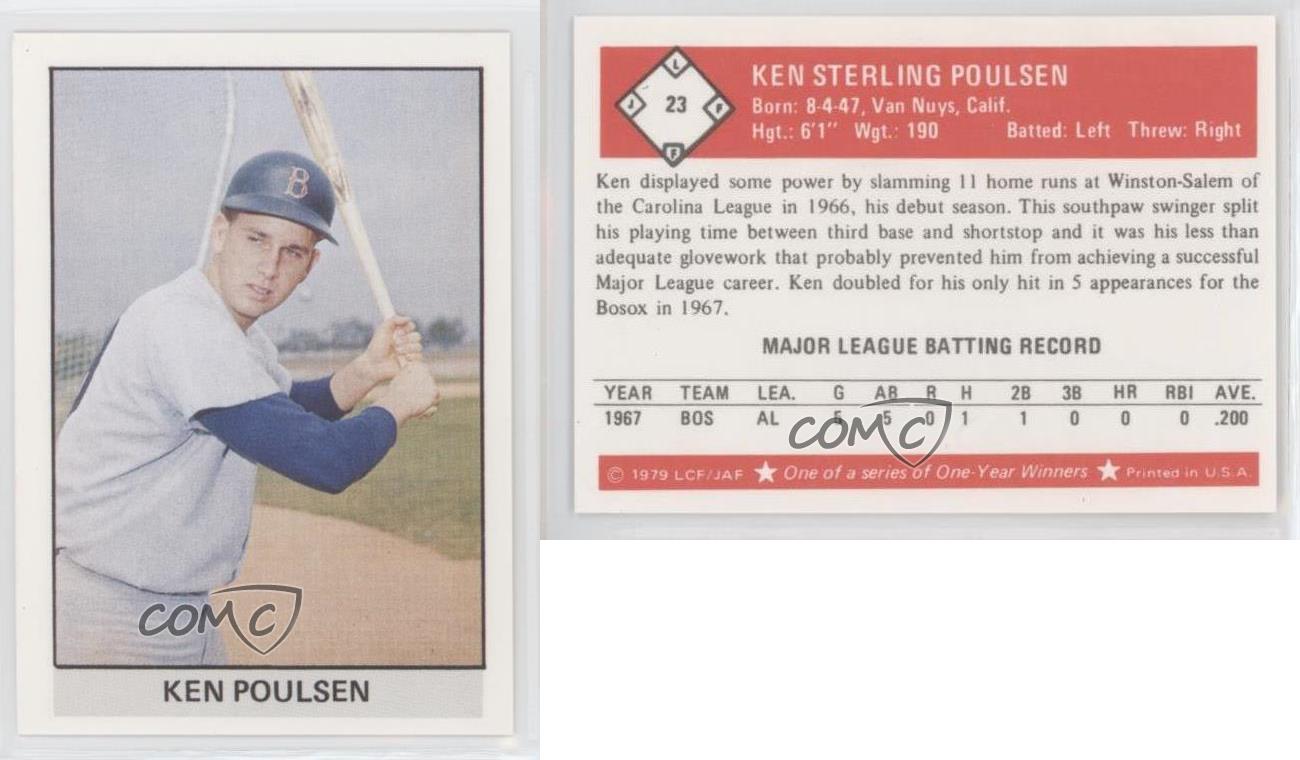 B
COMC
KEN POULSEN
L
J 23 F
F
KEN STERLING POULSEN
Born: 8-4-47, Van Nuys, Calif.
Hgt.: 6'1" Wgt.: 190 Batted: Left Threw: Right
Ken displayed some power by slamming 11 home runs at Winston-Salem of
the Carolina League in 1966, his debut season. This southpaw swinger split
his playing time between third base and shortstop and it was his less than
adequate glovework that probably prevented him from achieving a successful
Major League career. Ken doubled for his only hit in 5 appearances for the
Bosox in 1967.
MAJOR LEAGUE BATTING RECORD
YEAR TEAM LEA. G AB R H 2B 3B HR RBI AVE.
1967 BOS AL 5 5 0 1 1 0 0 0 .200
COMC
© 1979 LCF/JAF ★ One of a series of One-Year Winners ★ Printed in U.S.A.